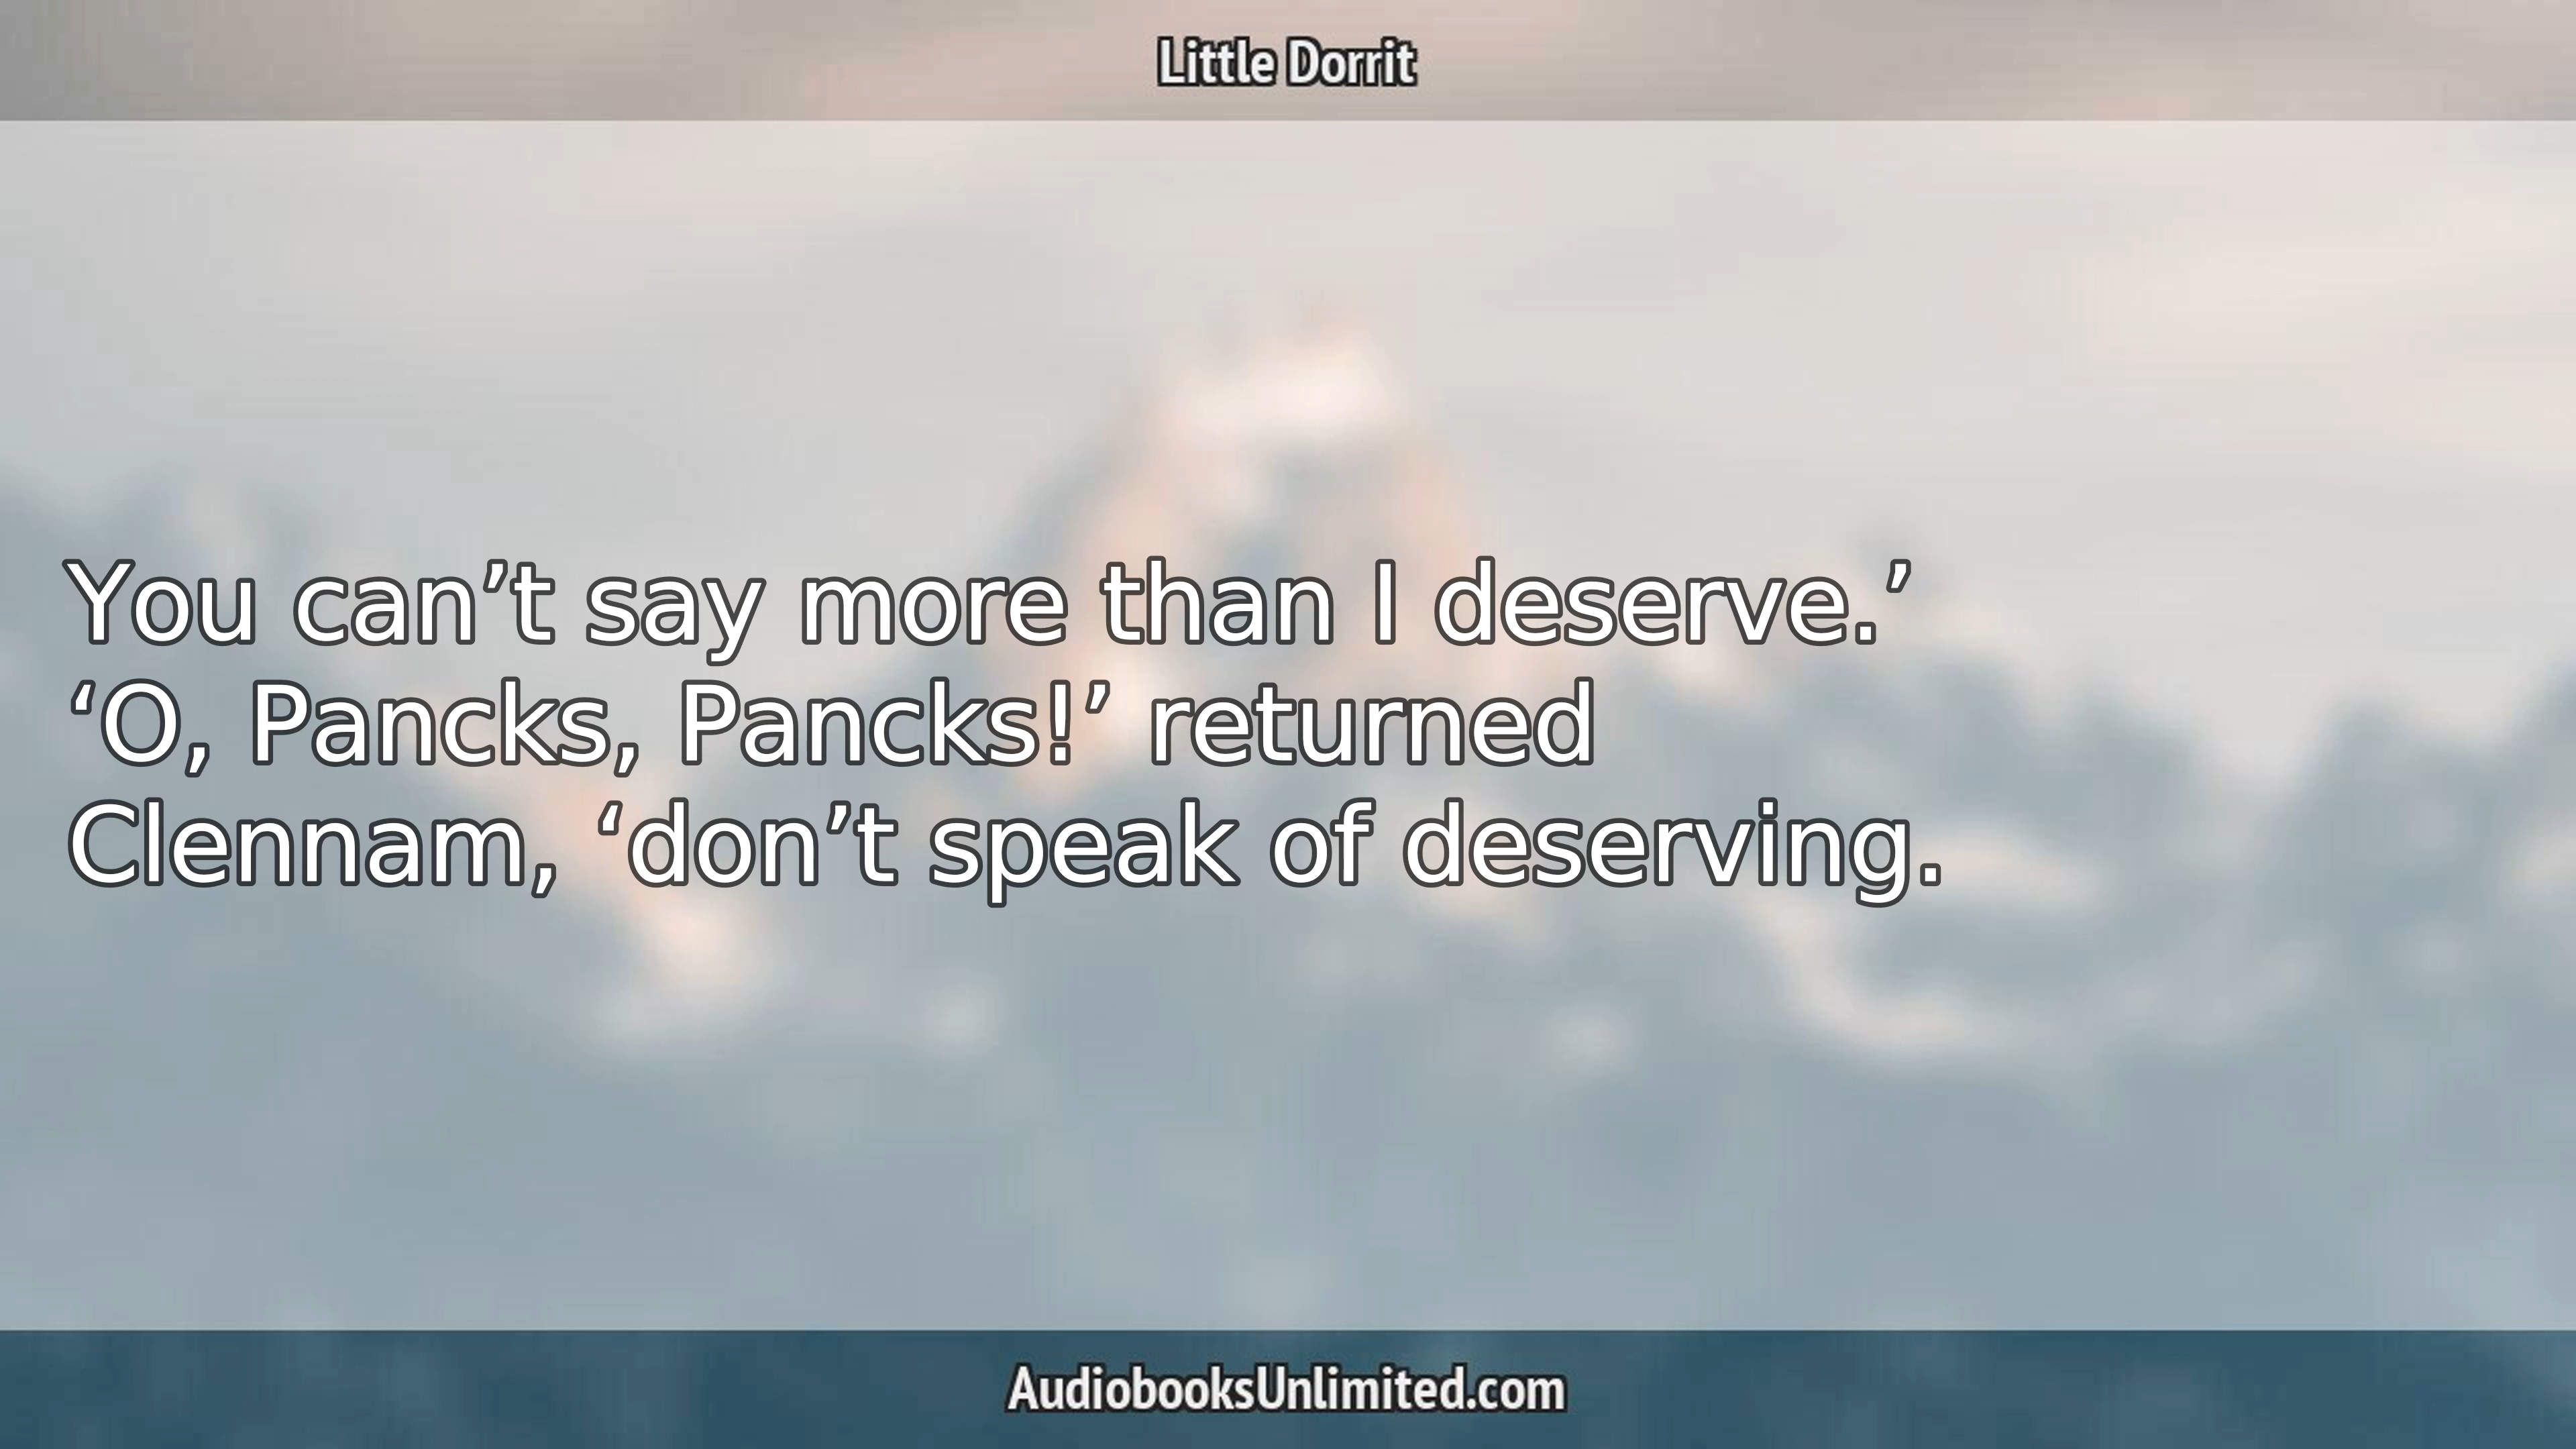 Little Dorrit
You can’t say more than I deserve.’
‘O, Pancks, Pancks!’ returned
Clennam, ‘don’t speak of deserving.
AudiobooksUnlimited.com